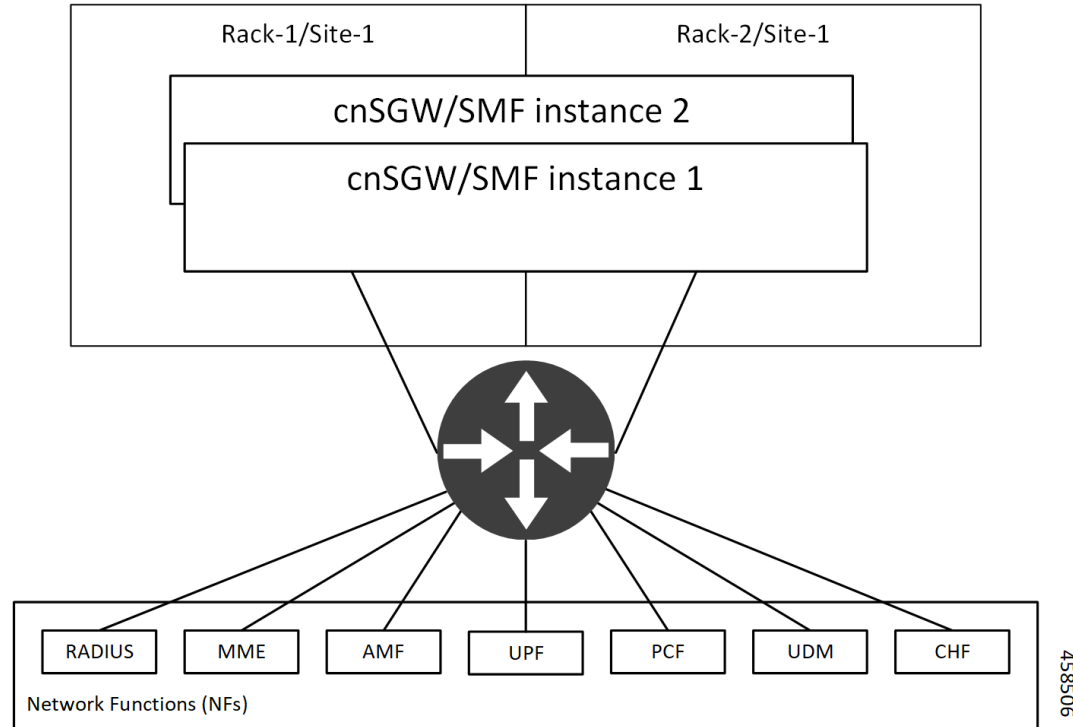 Rack-1/Site-1
Rack-2/Site-1
cnSGW/SMF instance 2
cnSGW/SMF instance 1
RADIUS
MME
AMF
UPF
PCF
UDM
CHF
Network Functions (NFs)
458506